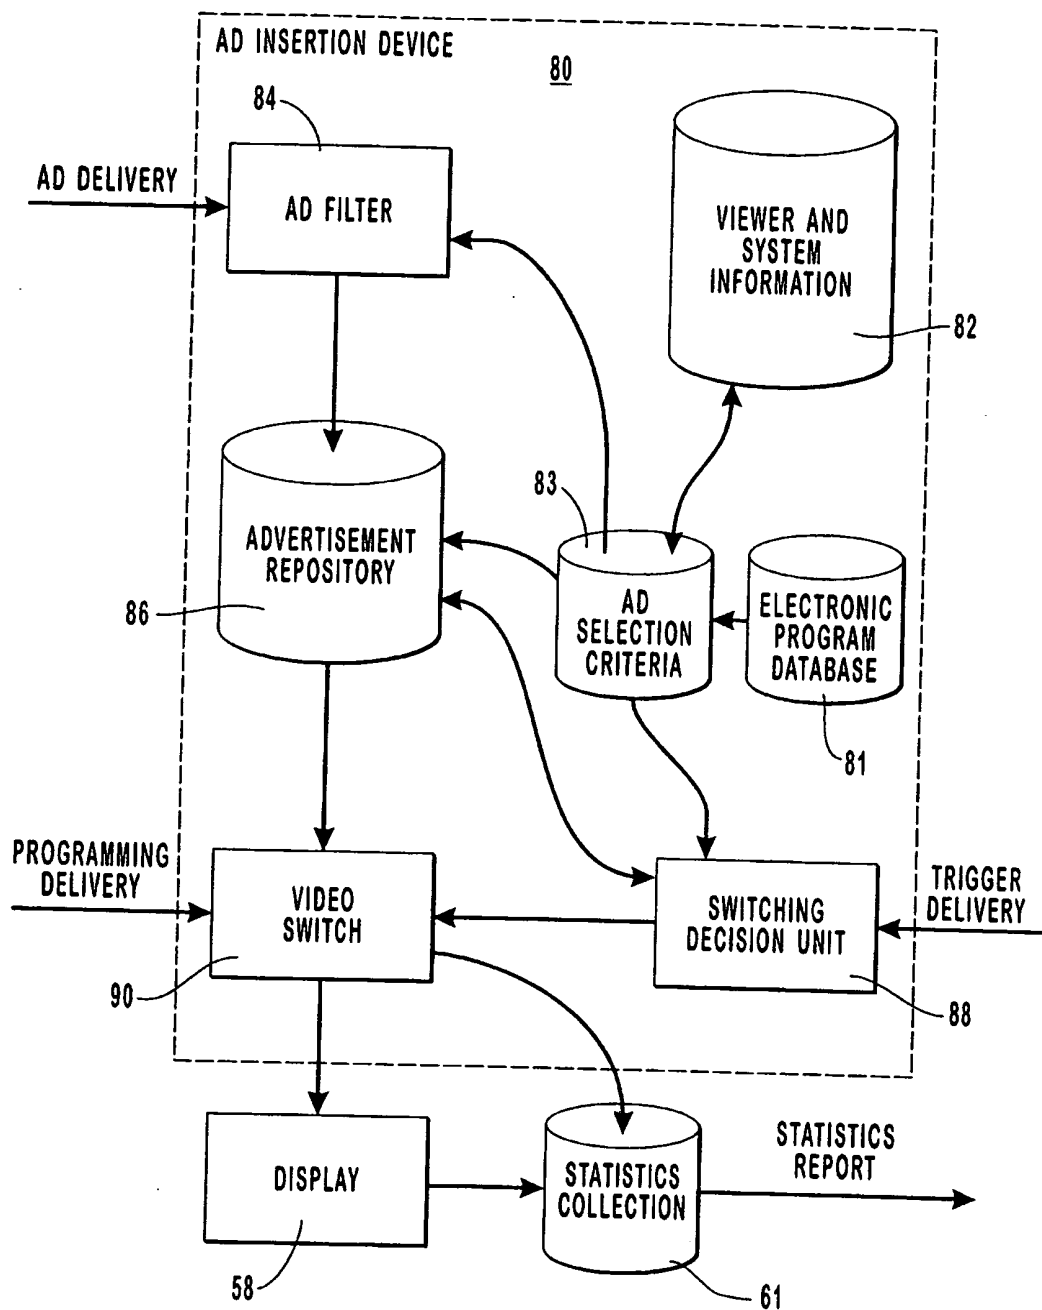 AD INSERTION DEVICE
80
84
AD DELIVERY
AD FILTER
VIEWER AND
SYSTEM
INFORMATION
82
83
ADVERTISEMENT
REPOSITORY
86
AD
SELECTION
CRITERIA
ELECTRONIC
PROGRAM
DATABASE
81
PROGRAMMING
DELIVERY
VIDEO
SWITCH
90
SWITCHING
DECISION UNIT
88
TRIGGER
DELIVERY
DISPLAY
58
STATISTICS
COLLECTION
61
STATISTICS
REPORT